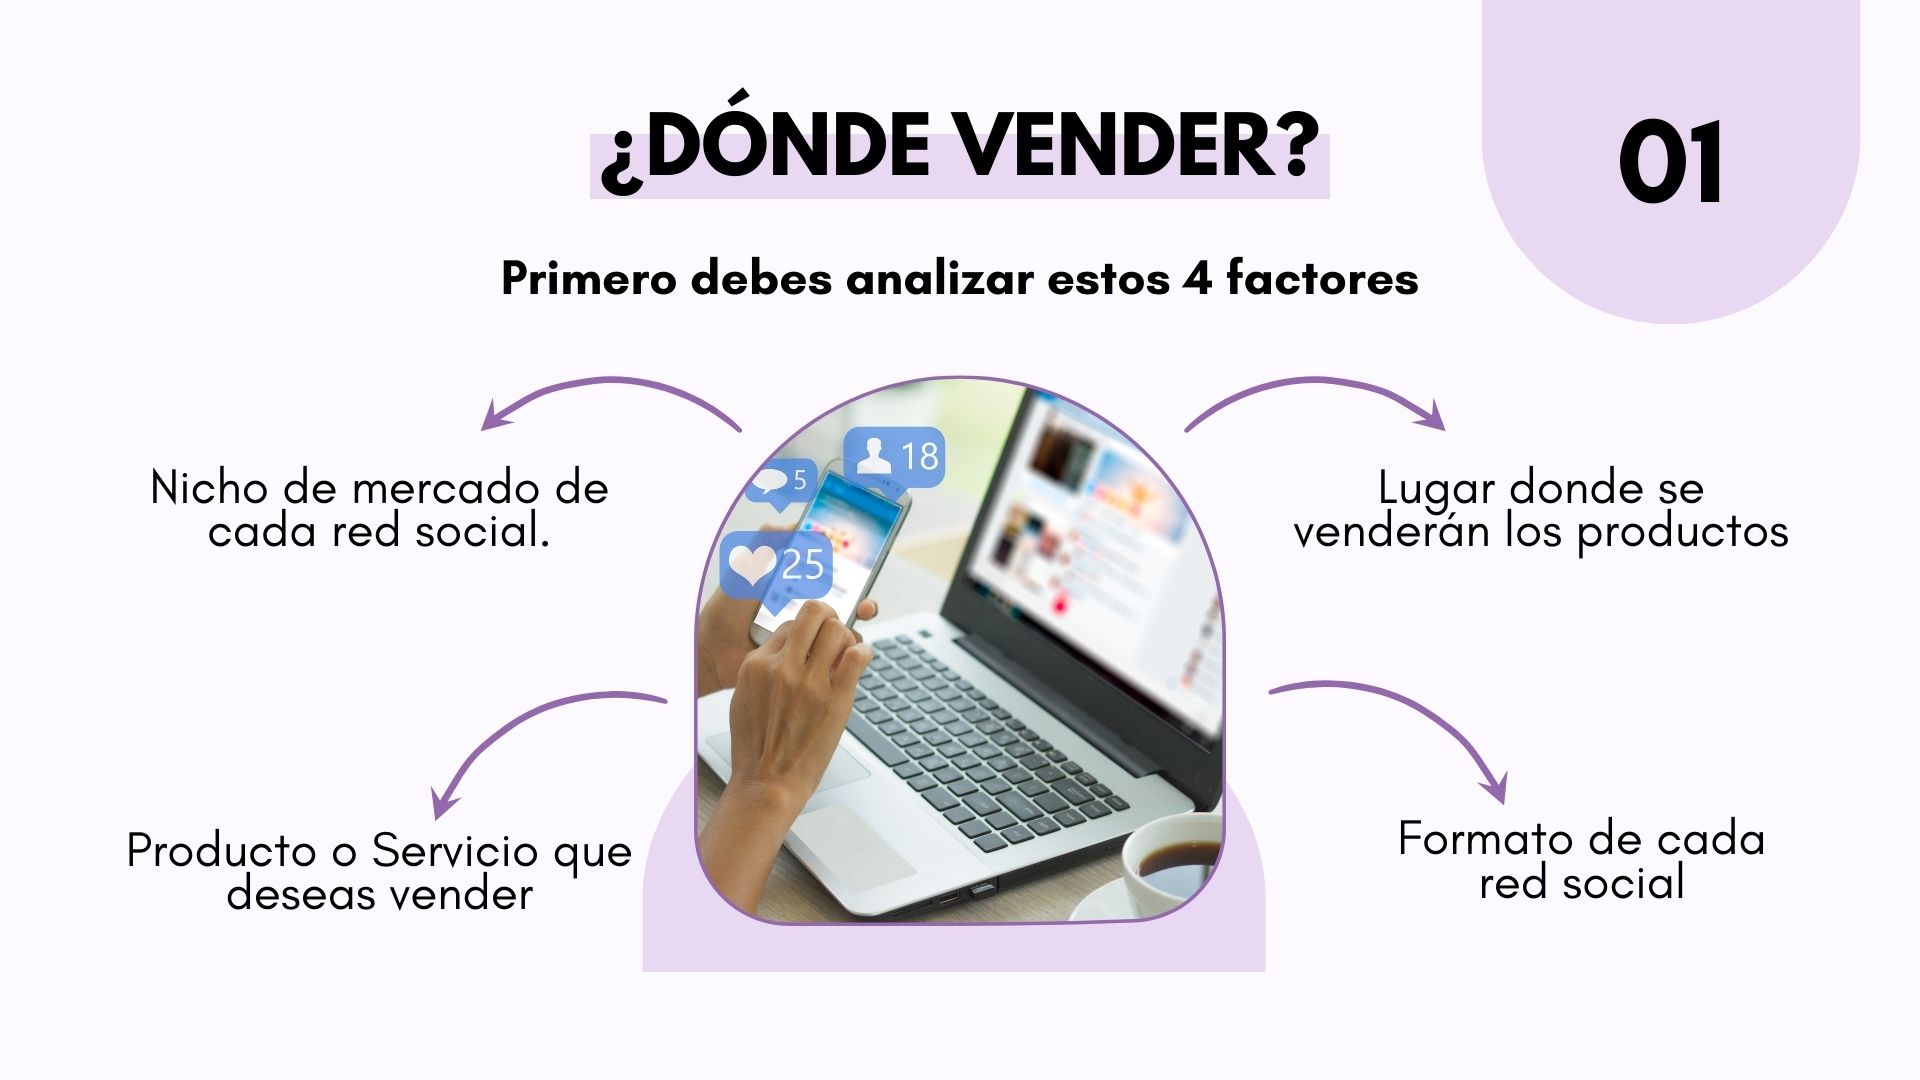 ¿DÓNDE VENDER?
01
Primero debes analizar estos 4 factores
Nicho de mercado de
cada red social.
Lugar donde se
venderán los productos
5
18
25
Producto o Servicio que
deseas vender
Formato de cada
red social